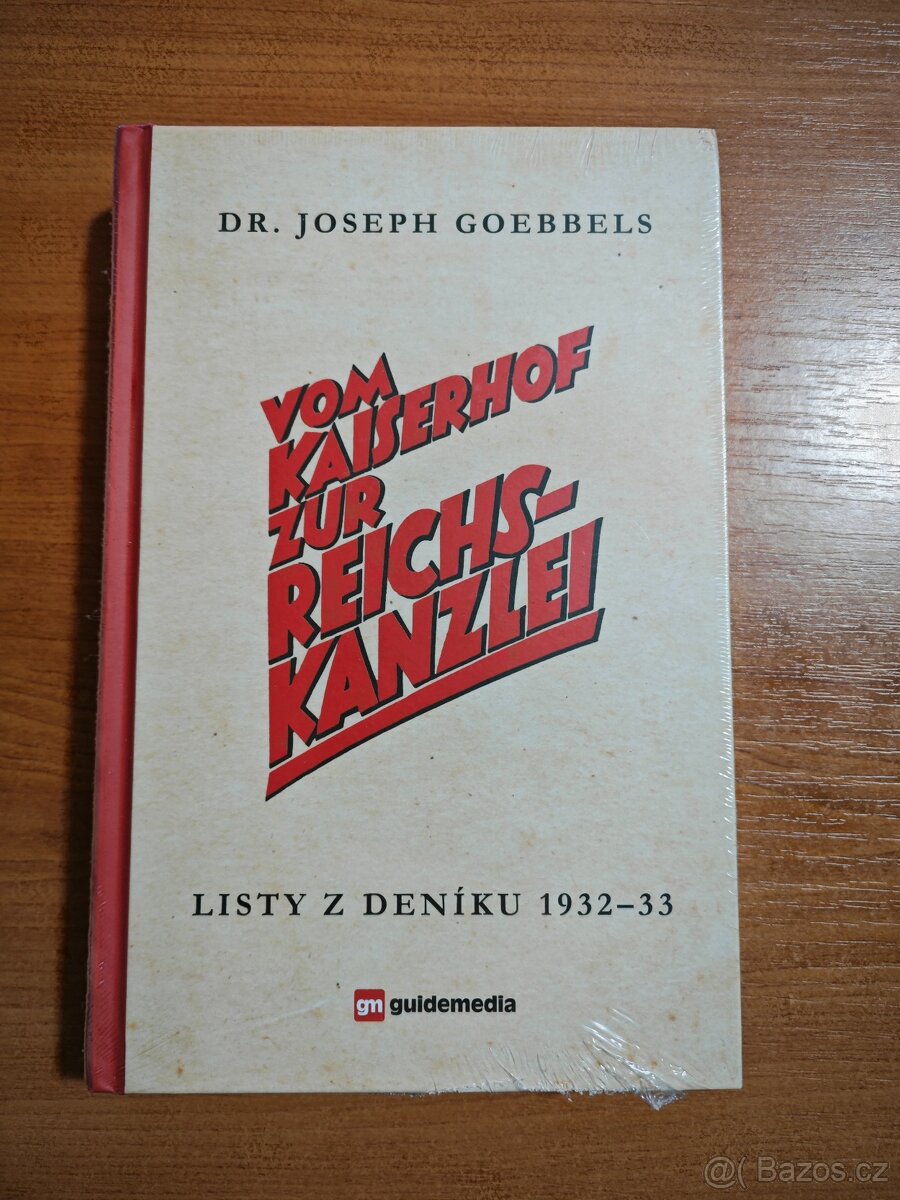 DR. JOSEPH GOEBBELS
VOM
KAISERHOF
ZUR
REICHS-
KANZLEI
LISTY Z DENÍKU 1932–33
gm guidemedia
@( Bazos.cz